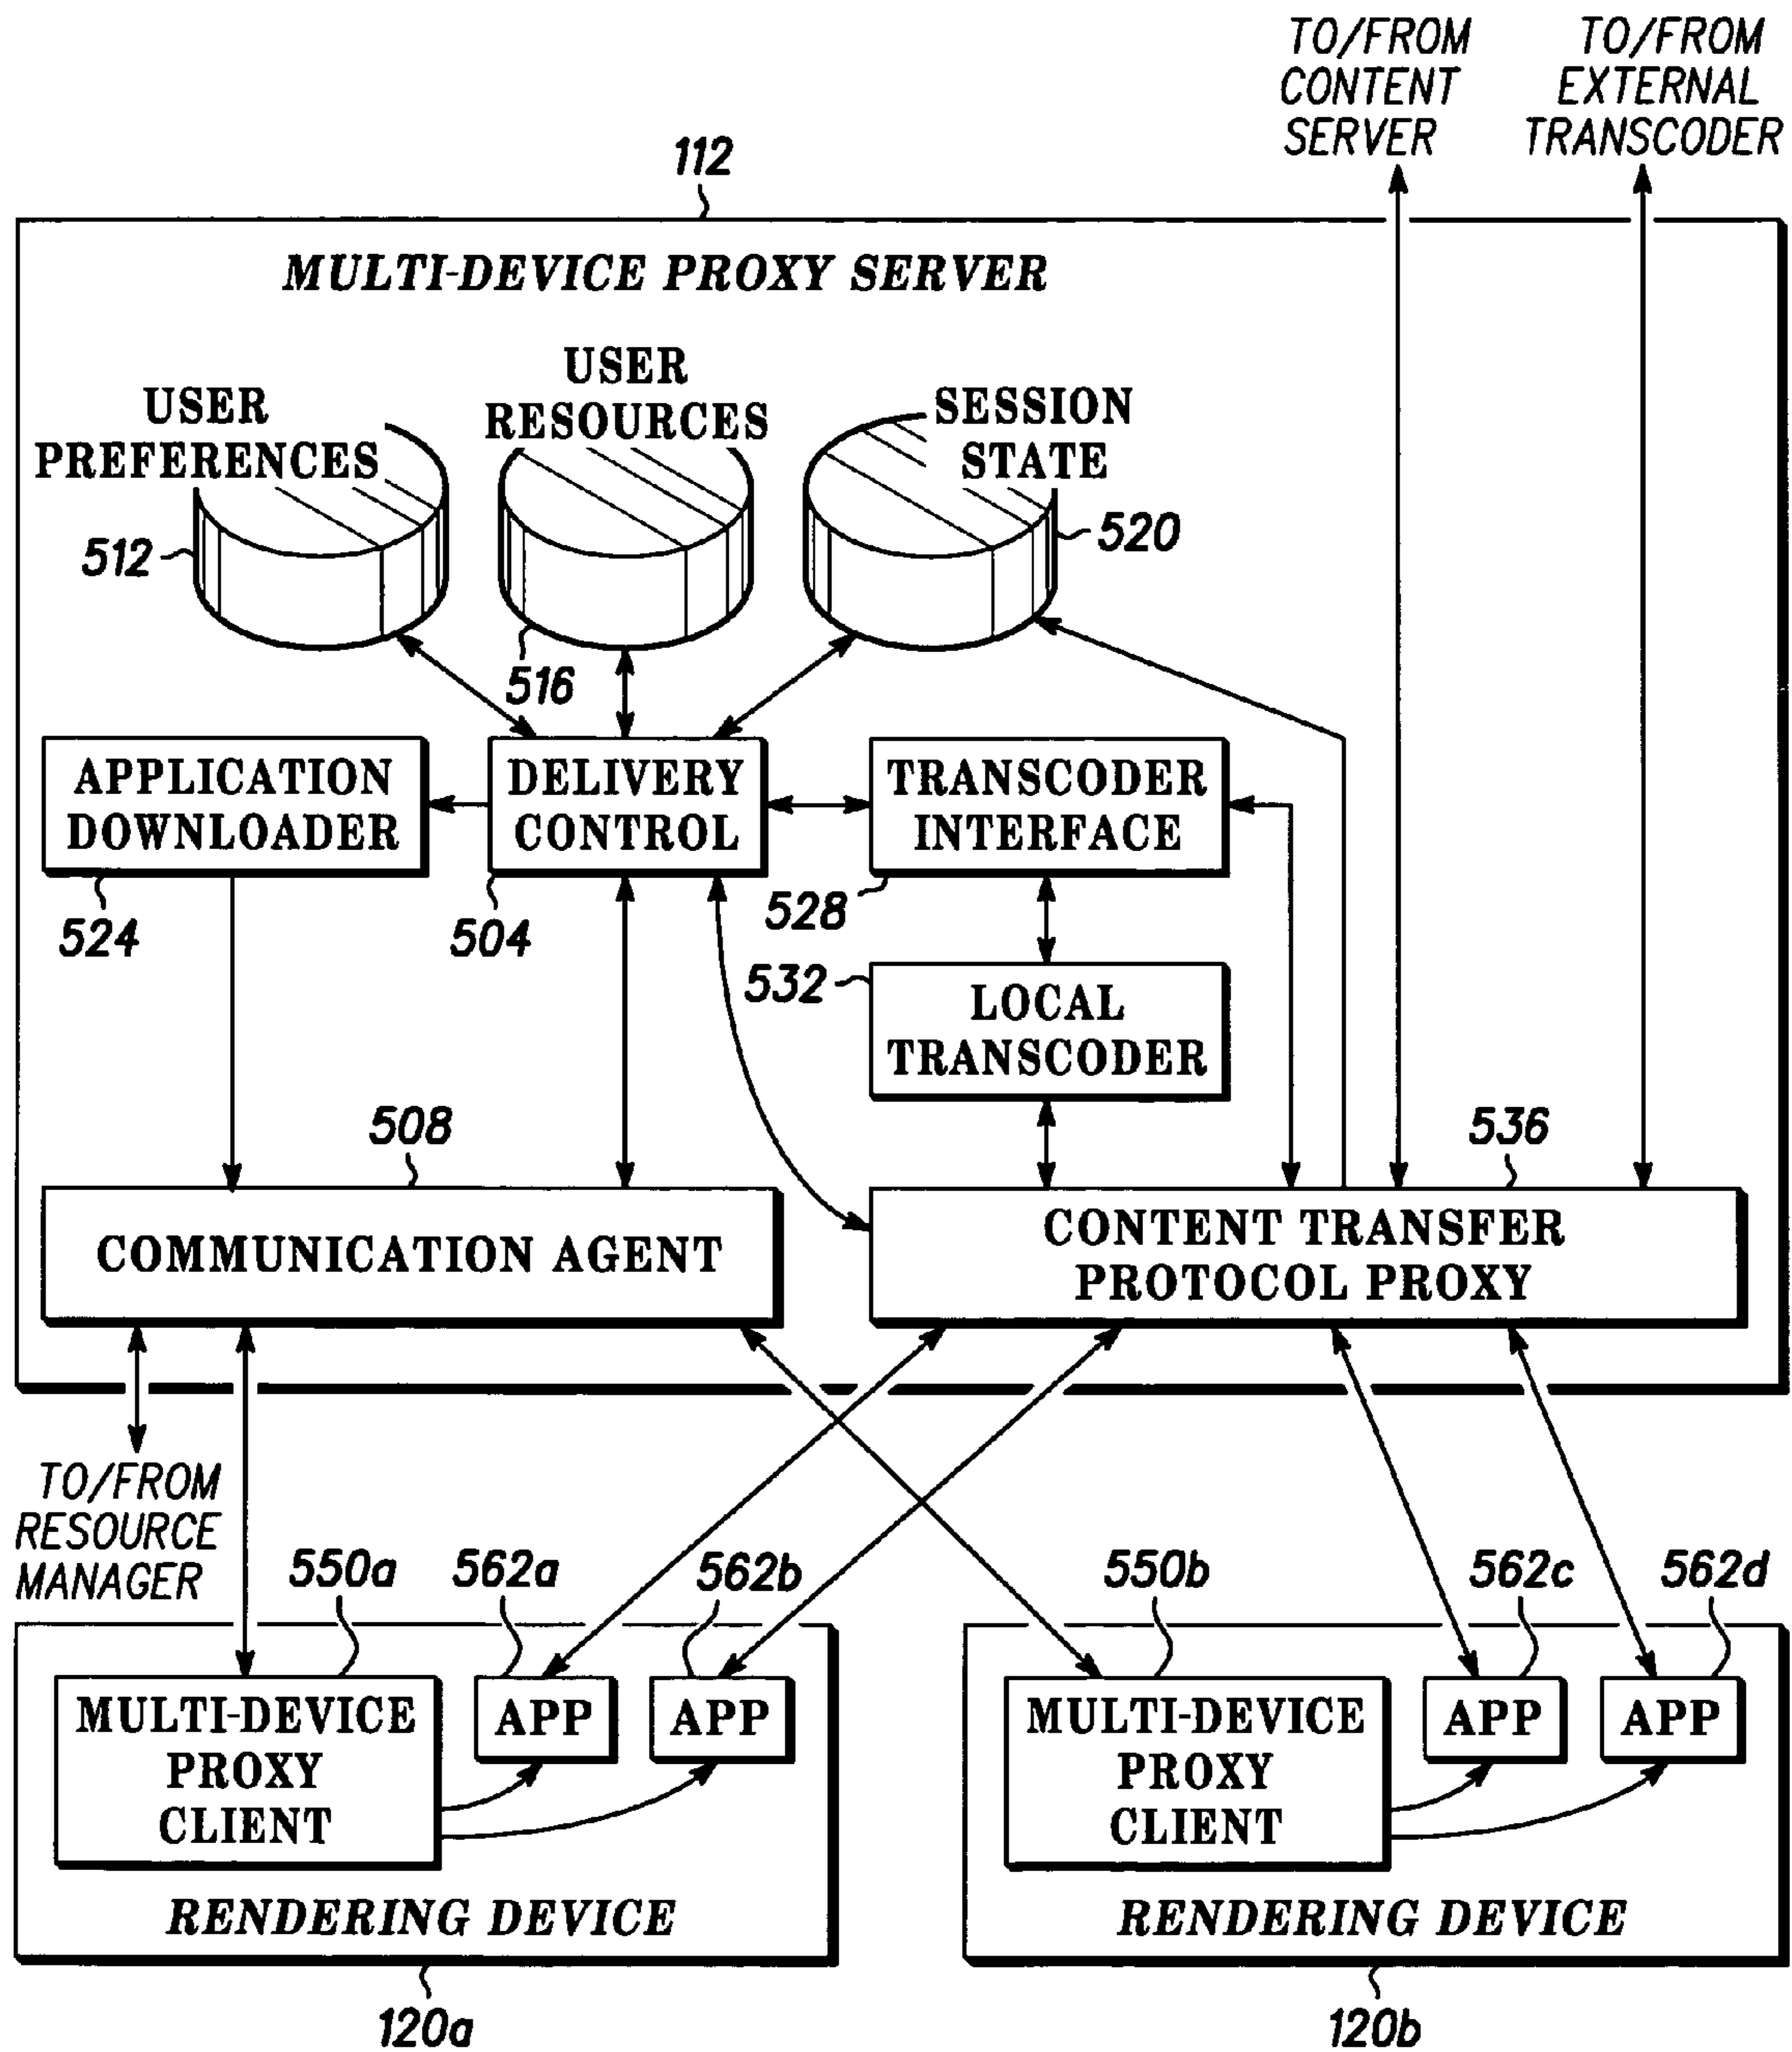 TO/FROM
CONTENT
SERVER
TO/FROM
EXTERNAL
TRANSCODER
112
MULTI-DEVICE PROXY SERVER
USER
PREFERENCES
USER
RESOURCES
SESSION
STATE
512
516
520
APPLICATION
DOWNLOADER
DELIVERY
CONTROL
TRANSCODER
INTERFACE
524
504
528
532
LOCAL
TRANSCODER
508
536
COMMUNICATION AGENT
CONTENT TRANSFER
PROTOCOL PROXY
TO/FROM
RESOURCE
MANAGER
550a
562a
562b
550b
562c
562d
MULTI-DEVICE
PROXY
CLIENT
APP
APP
RENDERING DEVICE
MULTI-DEVICE
PROXY
CLIENT
APP
APP
RENDERING DEVICE
120a
120b